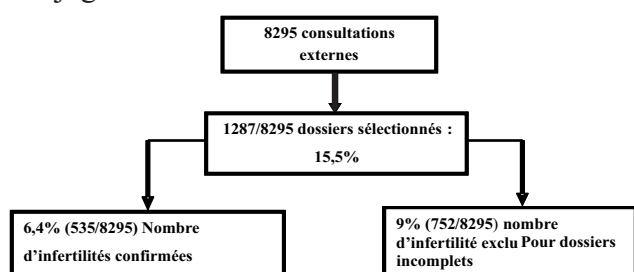 8295 consultations
externes
1287/8295 dossiers sélectionnés :
15,5%
6,4% (535/8295) Nombre
d'infertilités confirmées
9% (752/8295) nombre
d'infertilité exclu Pour dossiers
incomplets